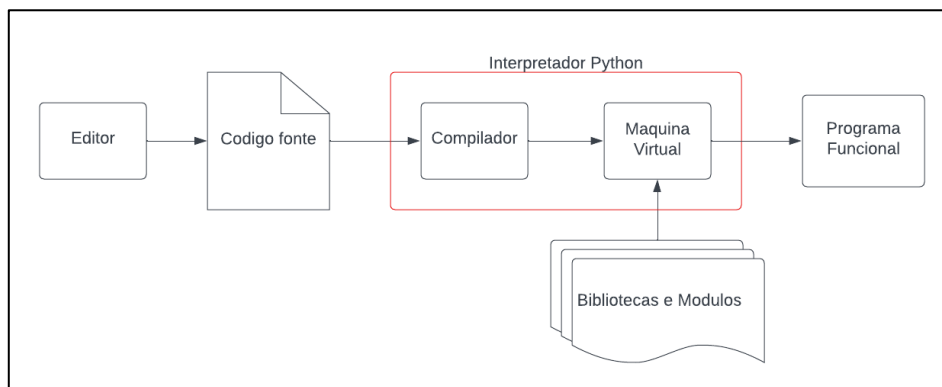 Interpretador Python
Editor
Codigo fonte
Compilador
Maquina
Virtual
Programa
Funcional
Bibliotecas e Modulos